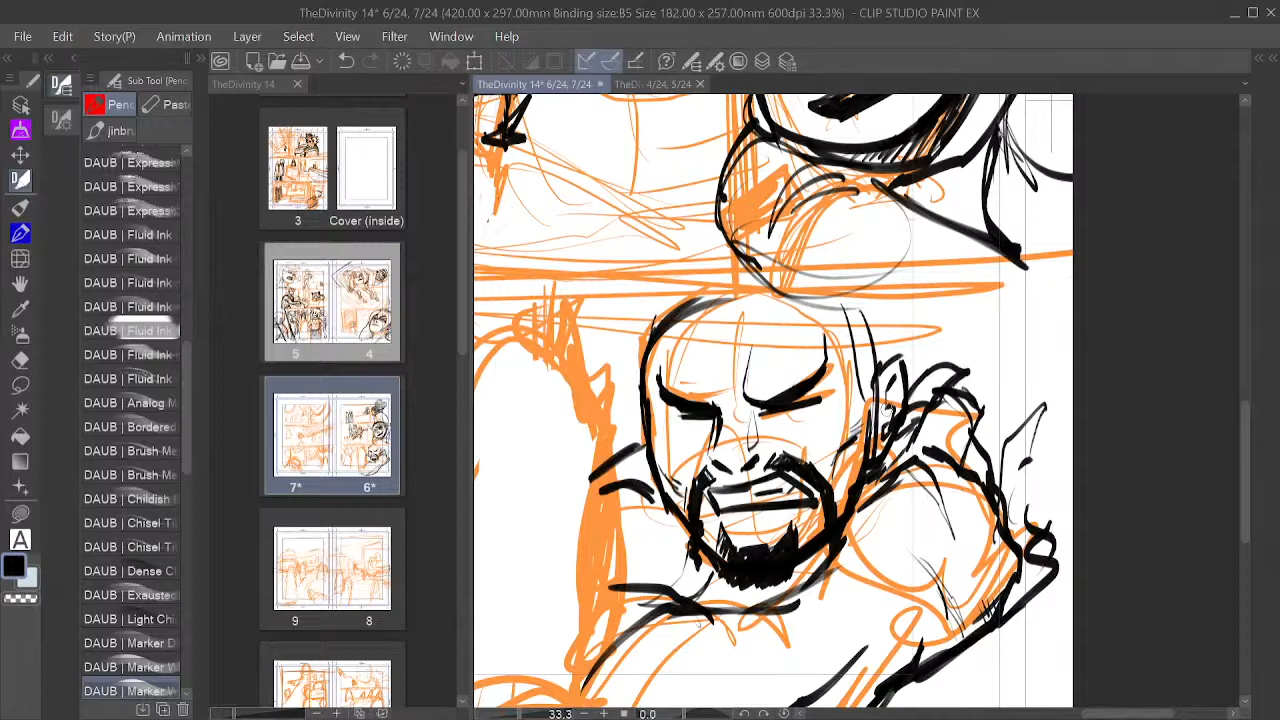 TheDivinity 14* 6/24, 7/24 (420.00 x 297.00mm Binding size:B5 Size 182.00 x 257.00mm 600dpi 33.3%) - CLIP STUDIO PAINT EX
File Edit Story(P) Animation Layer Select View Filter Window Help
TheDivinity 14
TheDivinity 14* 6/24, 7/24
TheDi 4/24, 5/24
Sub Tool [Penc
Penc
Paste
jinbru
DAUB | Express
DAUB | Express
DAUB | Express
DAUB | Fluid Ink
DAUB | Fluid Ink
DAUB | Fluid Ink
DAUB | Fluid Ink
DAUB | Fluid Ink
DAUB | Fluid Ink
DAUB | Fluid Ink
DAUB | Analog M
DAUB | Bordered
DAUB | Brush Me
DAUB | Brush Me
DAUB | Childish
DAUB | Chisel-Ti
DAUB | Chisel-Ti
DAUB | Dense C
DAUB | Exausted
DAUB | Light Chi
DAUB | Marker D
DAUB | Marker W
DAUB | Marker W
A
3 Cover (inside)
5 4
7* 6*
9 8
33.3 0.0